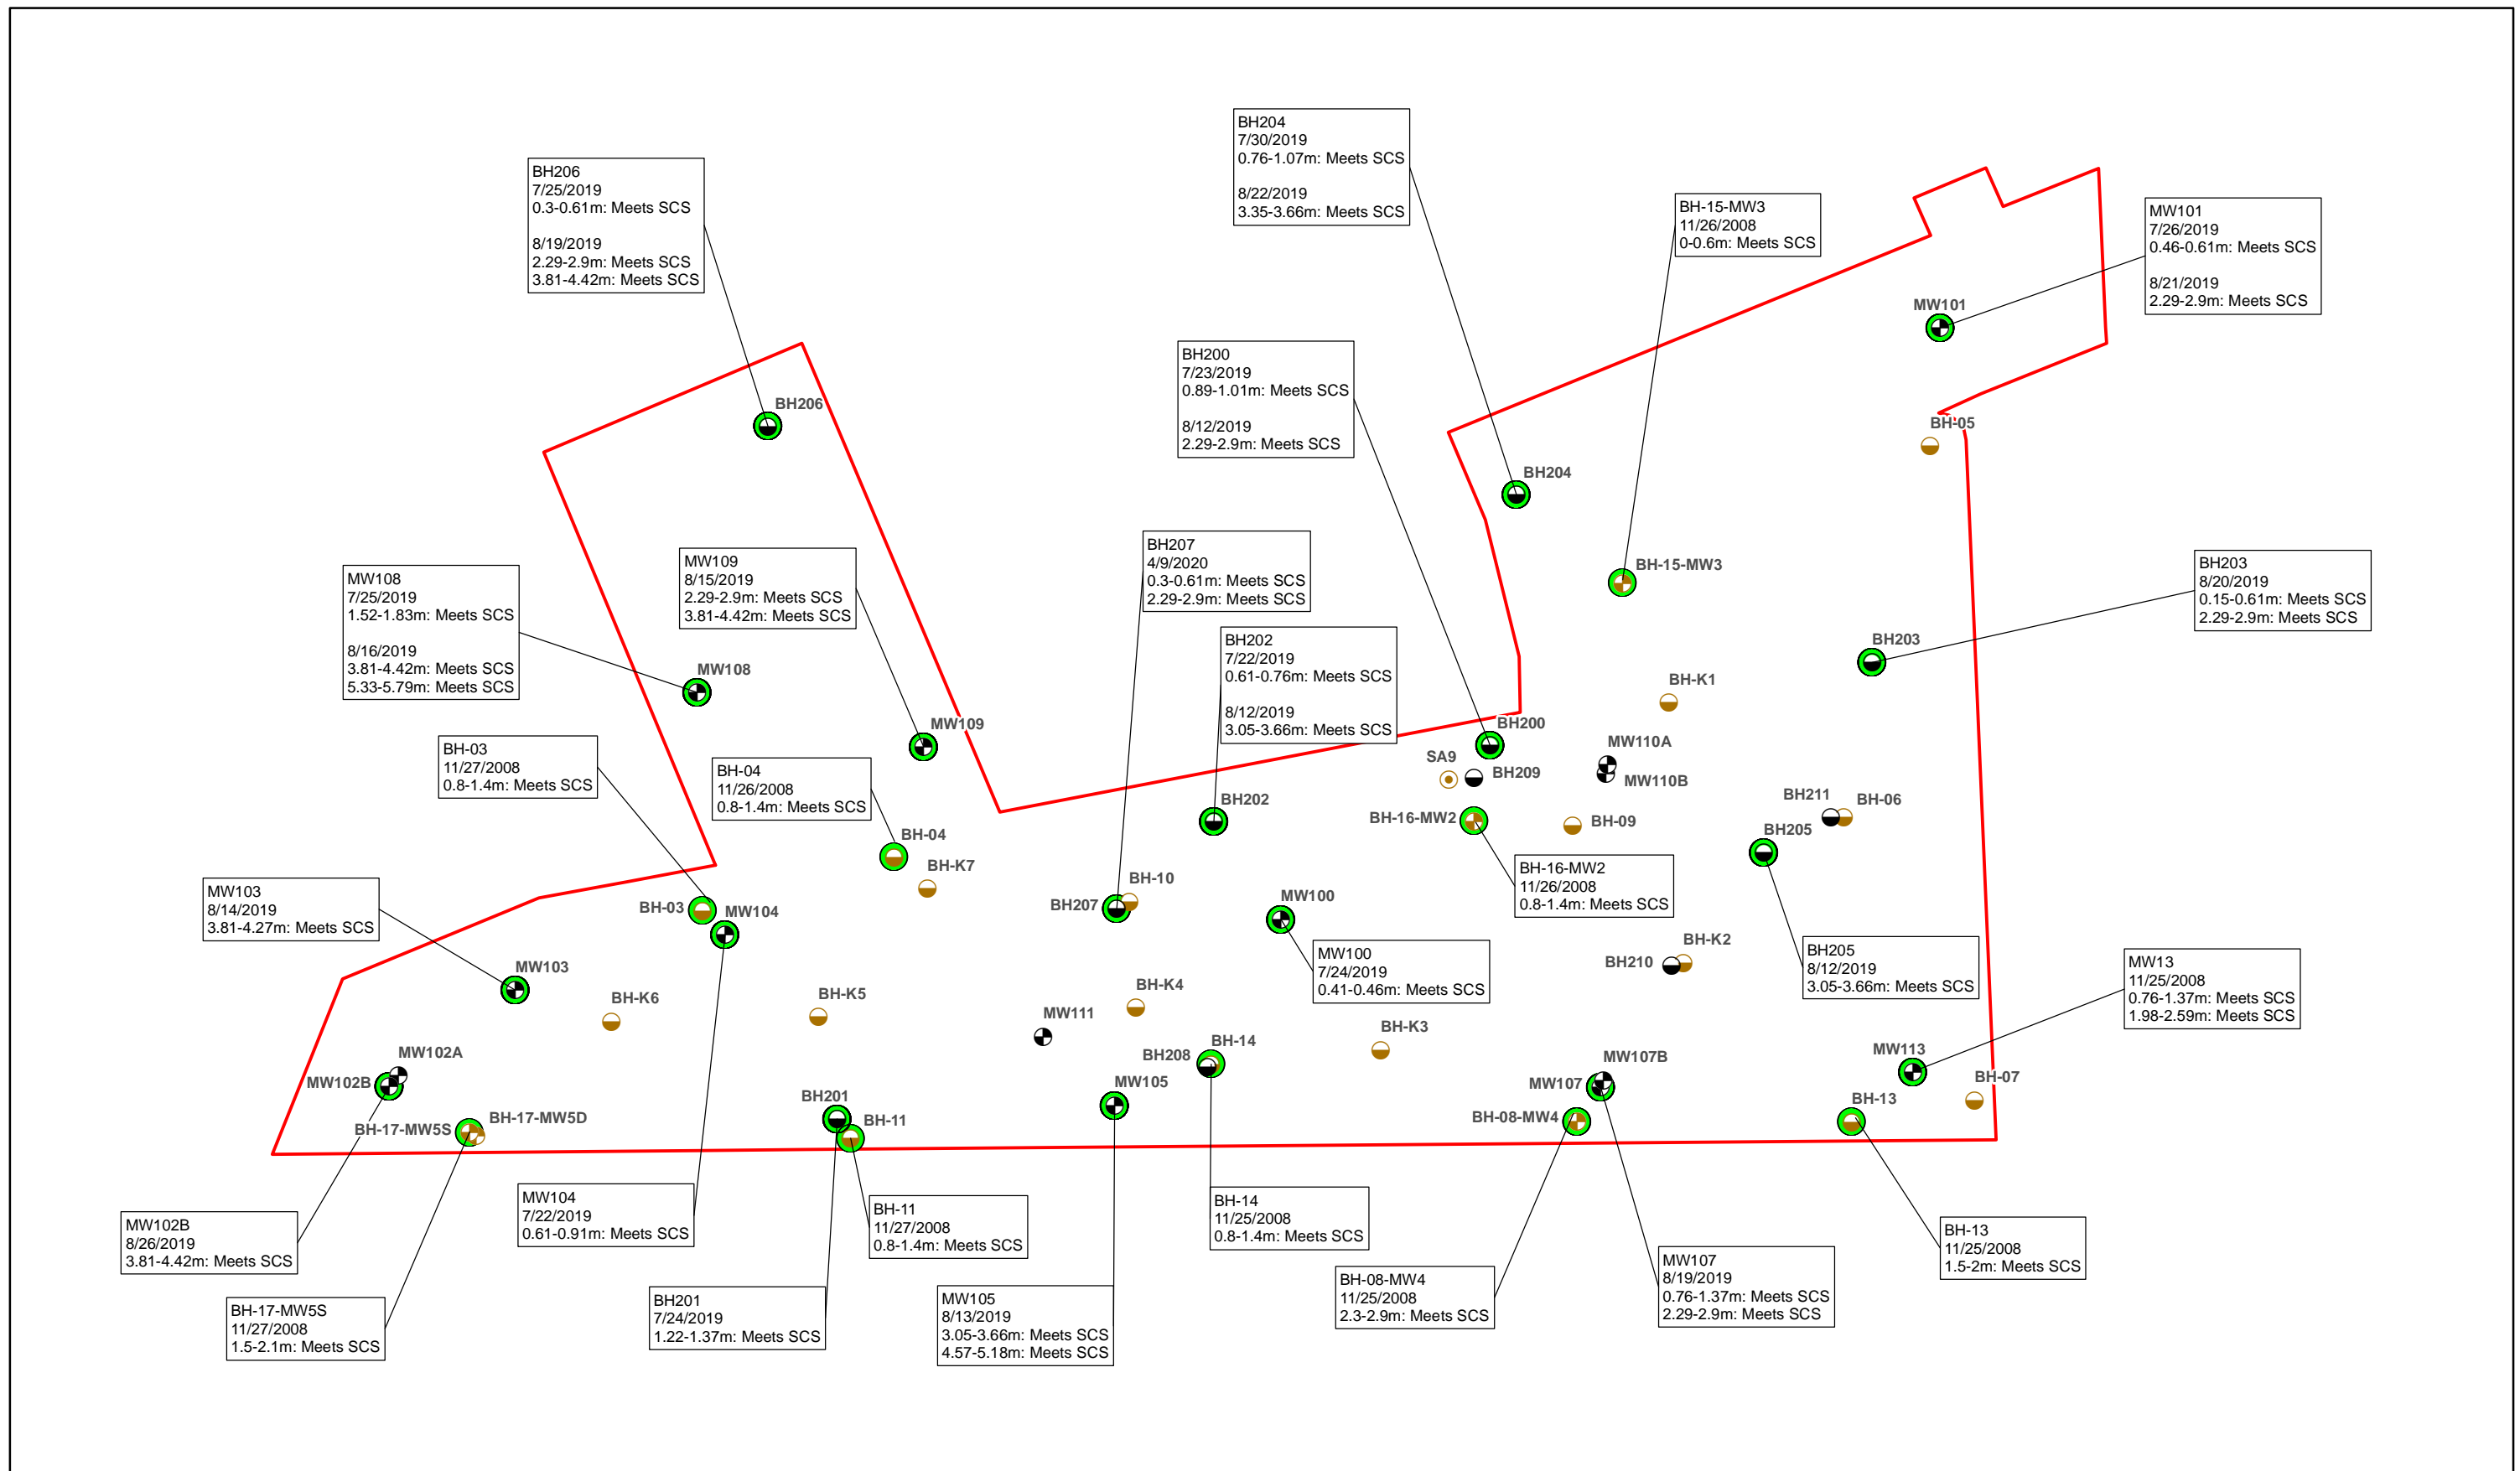 BH204
7/30/2019
0.76-1.07m: Meets SCS
8/22/2019
3.35-3.66m: Meets SCS
BH206
7/25/2019
0.3-0.61m: Meets SCS
8/19/2019
2.29-2.9m: Meets SCS
3.81-4.42m: Meets SCS
BH-15-MW3
11/26/2008
0-0.6m: Meets SCS
MW101
7/26/2019
0.46-0.61m: Meets SCS
8/21/2019
2.29-2.9m: Meets SCS
MW101
BH200
7/23/2019
0.89-1.01m: Meets SCS
8/12/2019
2.29-2.9m: Meets SCS
BH206
BH-05
BH204
BH207
4/9/2020
0.3-0.61m: Meets SCS
2.29-2.9m: Meets SCS
MW109
8/15/2019
2.29-2.9m: Meets SCS
3.81-4.42m: Meets SCS
MW108
7/25/2019
1.52-1.83m: Meets SCS
8/16/2019
3.81-4.42m: Meets SCS
5.33-5.79m: Meets SCS
BH-15-MW3
BH203
8/20/2019
0.15-0.61m: Meets SCS
2.29-2.9m: Meets SCS
BH202
7/22/2019
0.61-0.76m: Meets SCS
8/12/2019
3.05-3.66m: Meets SCS
BH203
MW108
BH-K1
MW109
BH200
BH-03
11/27/2008
0.8-1.4m: Meets SCS
BH-04
11/26/2008
0.8-1.4m: Meets SCS
MW110A
SA9
BH209
MW110B
BH202
BH-16-MW2
BH-09
BH211
BH-06
BH205
BH-04
BH-K7
BH-16-MW2
11/26/2008
0.8-1.4m: Meets SCS
MW103
8/14/2019
3.81-4.27m: Meets SCS
BH-03
MW104
BH207
BH-10
MW100
MW100
7/24/2019
0.41-0.46m: Meets SCS
BH-K2
BH210
BH205
8/12/2019
3.05-3.66m: Meets SCS
MW13
11/25/2008
0.76-1.37m: Meets SCS
1.98-2.59m: Meets SCS
MW103
BH-K6
BH-K5
BH-K4
MW111
BH-K3
BH-14
BH208
MW102A
MW102B
MW107B
MW107
MW113
BH-07
MW105
BH201
BH-11
BH-08-MW4
BH-13
BH-17-MW5S
BH-17-MW5D
MW104
7/22/2019
0.61-0.91m: Meets SCS
BH-11
11/27/2008
0.8-1.4m: Meets SCS
BH-14
11/25/2008
0.8-1.4m: Meets SCS
MW102B
8/26/2019
3.81-4.42m: Meets SCS
BH-13
11/25/2008
1.5-2m: Meets SCS
MW107
8/19/2019
0.76-1.37m: Meets SCS
2.29-2.9m: Meets SCS
BH-08-MW4
11/25/2008
2.3-2.9m: Meets SCS
BH201
7/24/2019
1.22-1.37m: Meets SCS
MW105
8/13/2019
3.05-3.66m: Meets SCS
4.57-5.18m: Meets SCS
BH-17-MW5S
11/27/2008
1.5-2.1m: Meets SCS